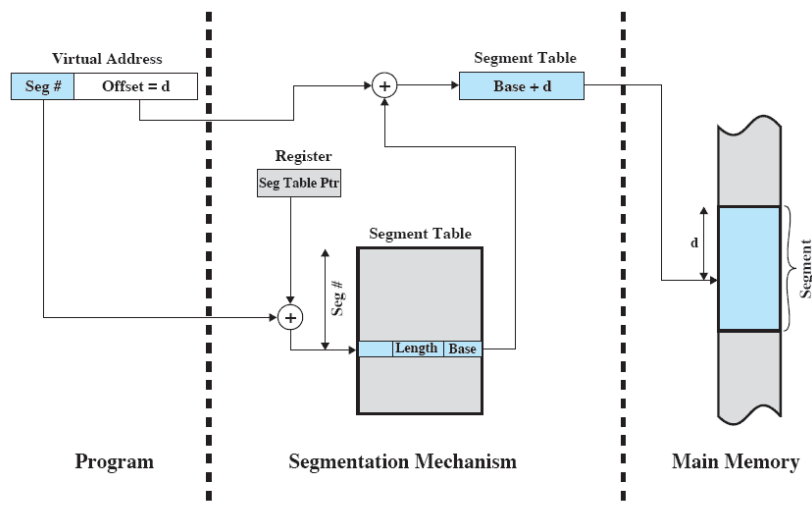 Virtual Address
Seg #
Offset = d
Segment Table
+
Base + d
Register
Seg Table Ptr
Segment Table
Seg #
+
Length
Base
d
Segment
Program
Segmentation Mechanism
Main Memory